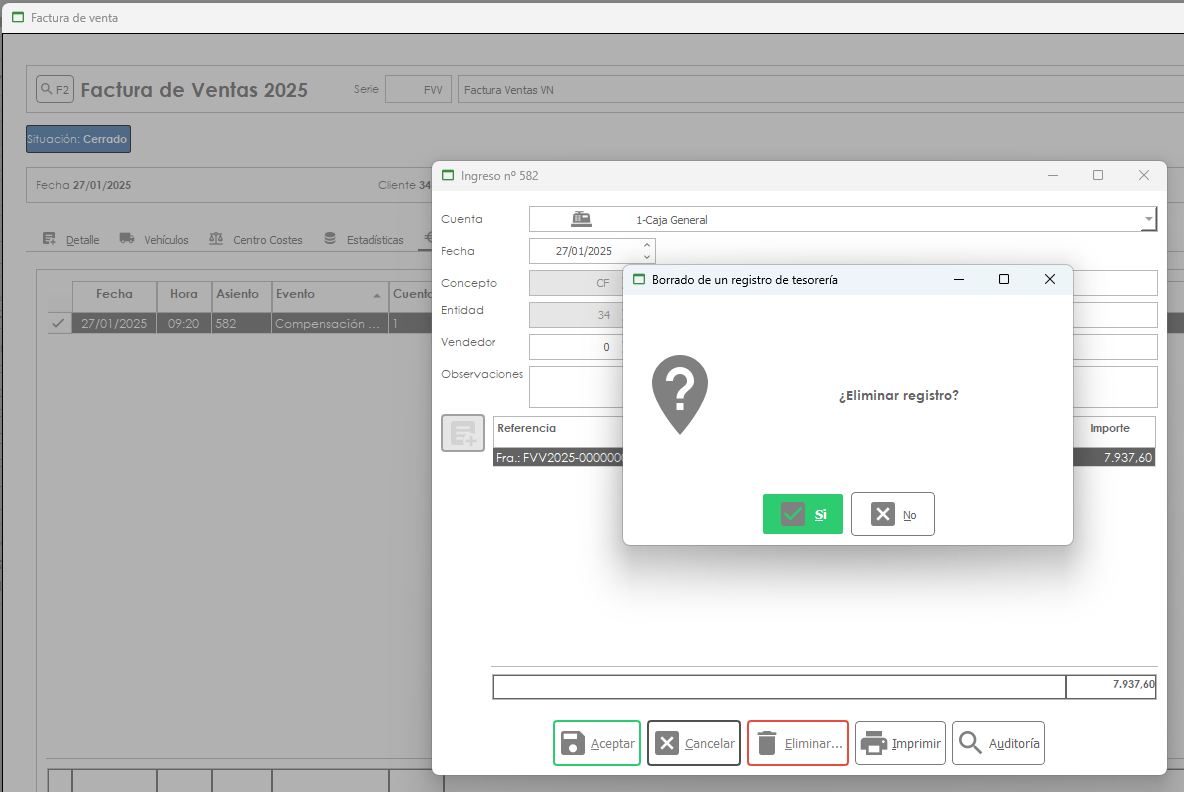 Factura de venta
F2 Factura de Ventas 2025 Serie FVV Factura Ventas VN
Situación: Cerrado
Fecha 27/01/2025 Cliente 34
Detalle Vehículos Centro Costes Estadísticas
Fecha Hora Asiento Evento
27/01/2025 09:20 582 Compensación ... 1
Ingreso nº 582
Cuenta 1-Caja General
Fecha 27/01/2025
Concepto CF
Entidad 34
Vendedor 0
Observaciones
Referencia Importe
Fra.: 7.937,60
7.937,60
Aceptar Cancelar Eliminar... Imprimir Auditoría
Borrado de un registro de tesorería
¿Eliminar registro?
Si No